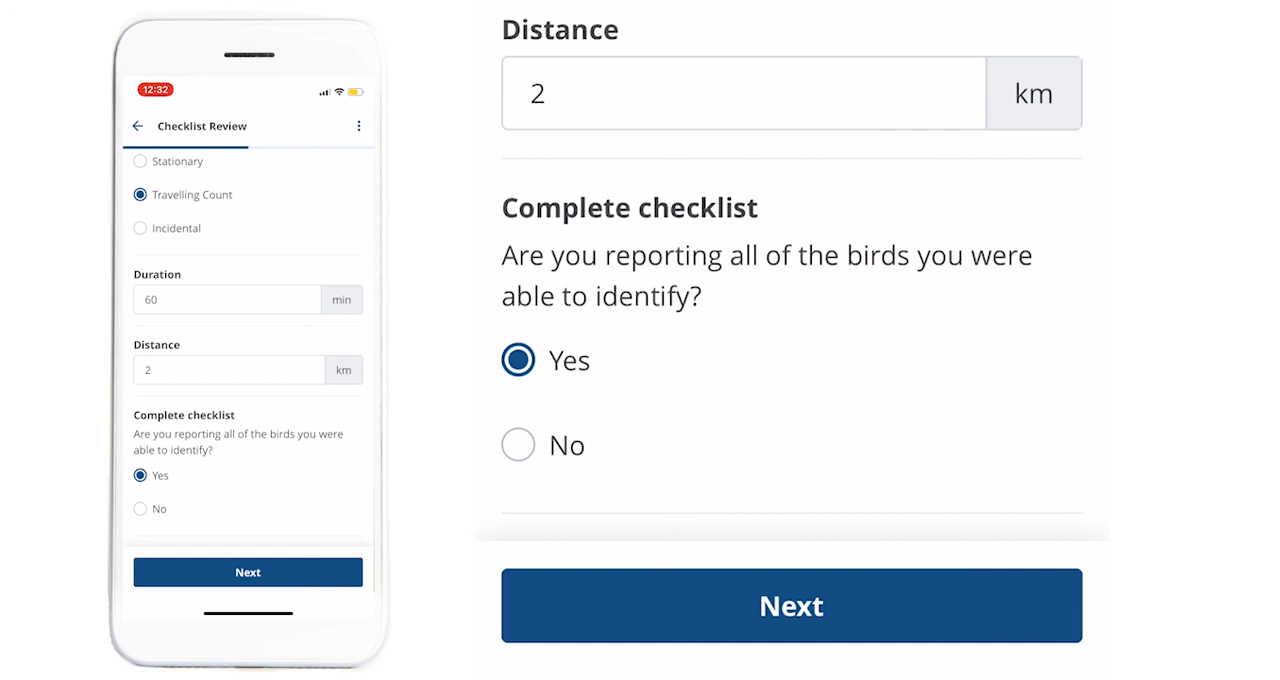 12:32
Checklist Review
Stationary
Travelling Count
Incidental
Duration
60 min
Distance
2 km
Complete checklist
Are you reporting all of the birds you were
able to identify?
Yes
No
Next
Distance
2 km
Complete checklist
Are you reporting all of the birds you were
able to identify?
Yes
No
Next